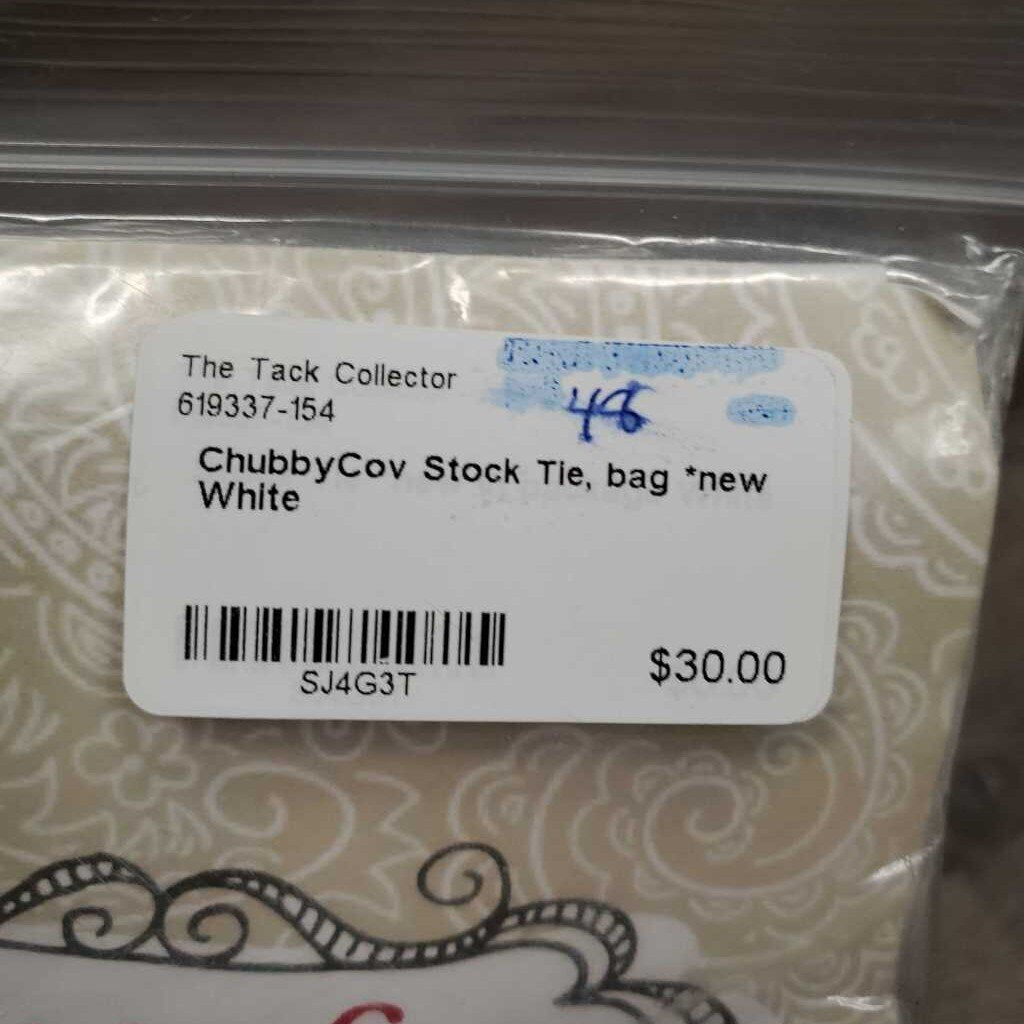 The Tack Collector
619337-154
48
ChubbyCov Stock Tie, bag *new
White
SJ4G3T
$30.00